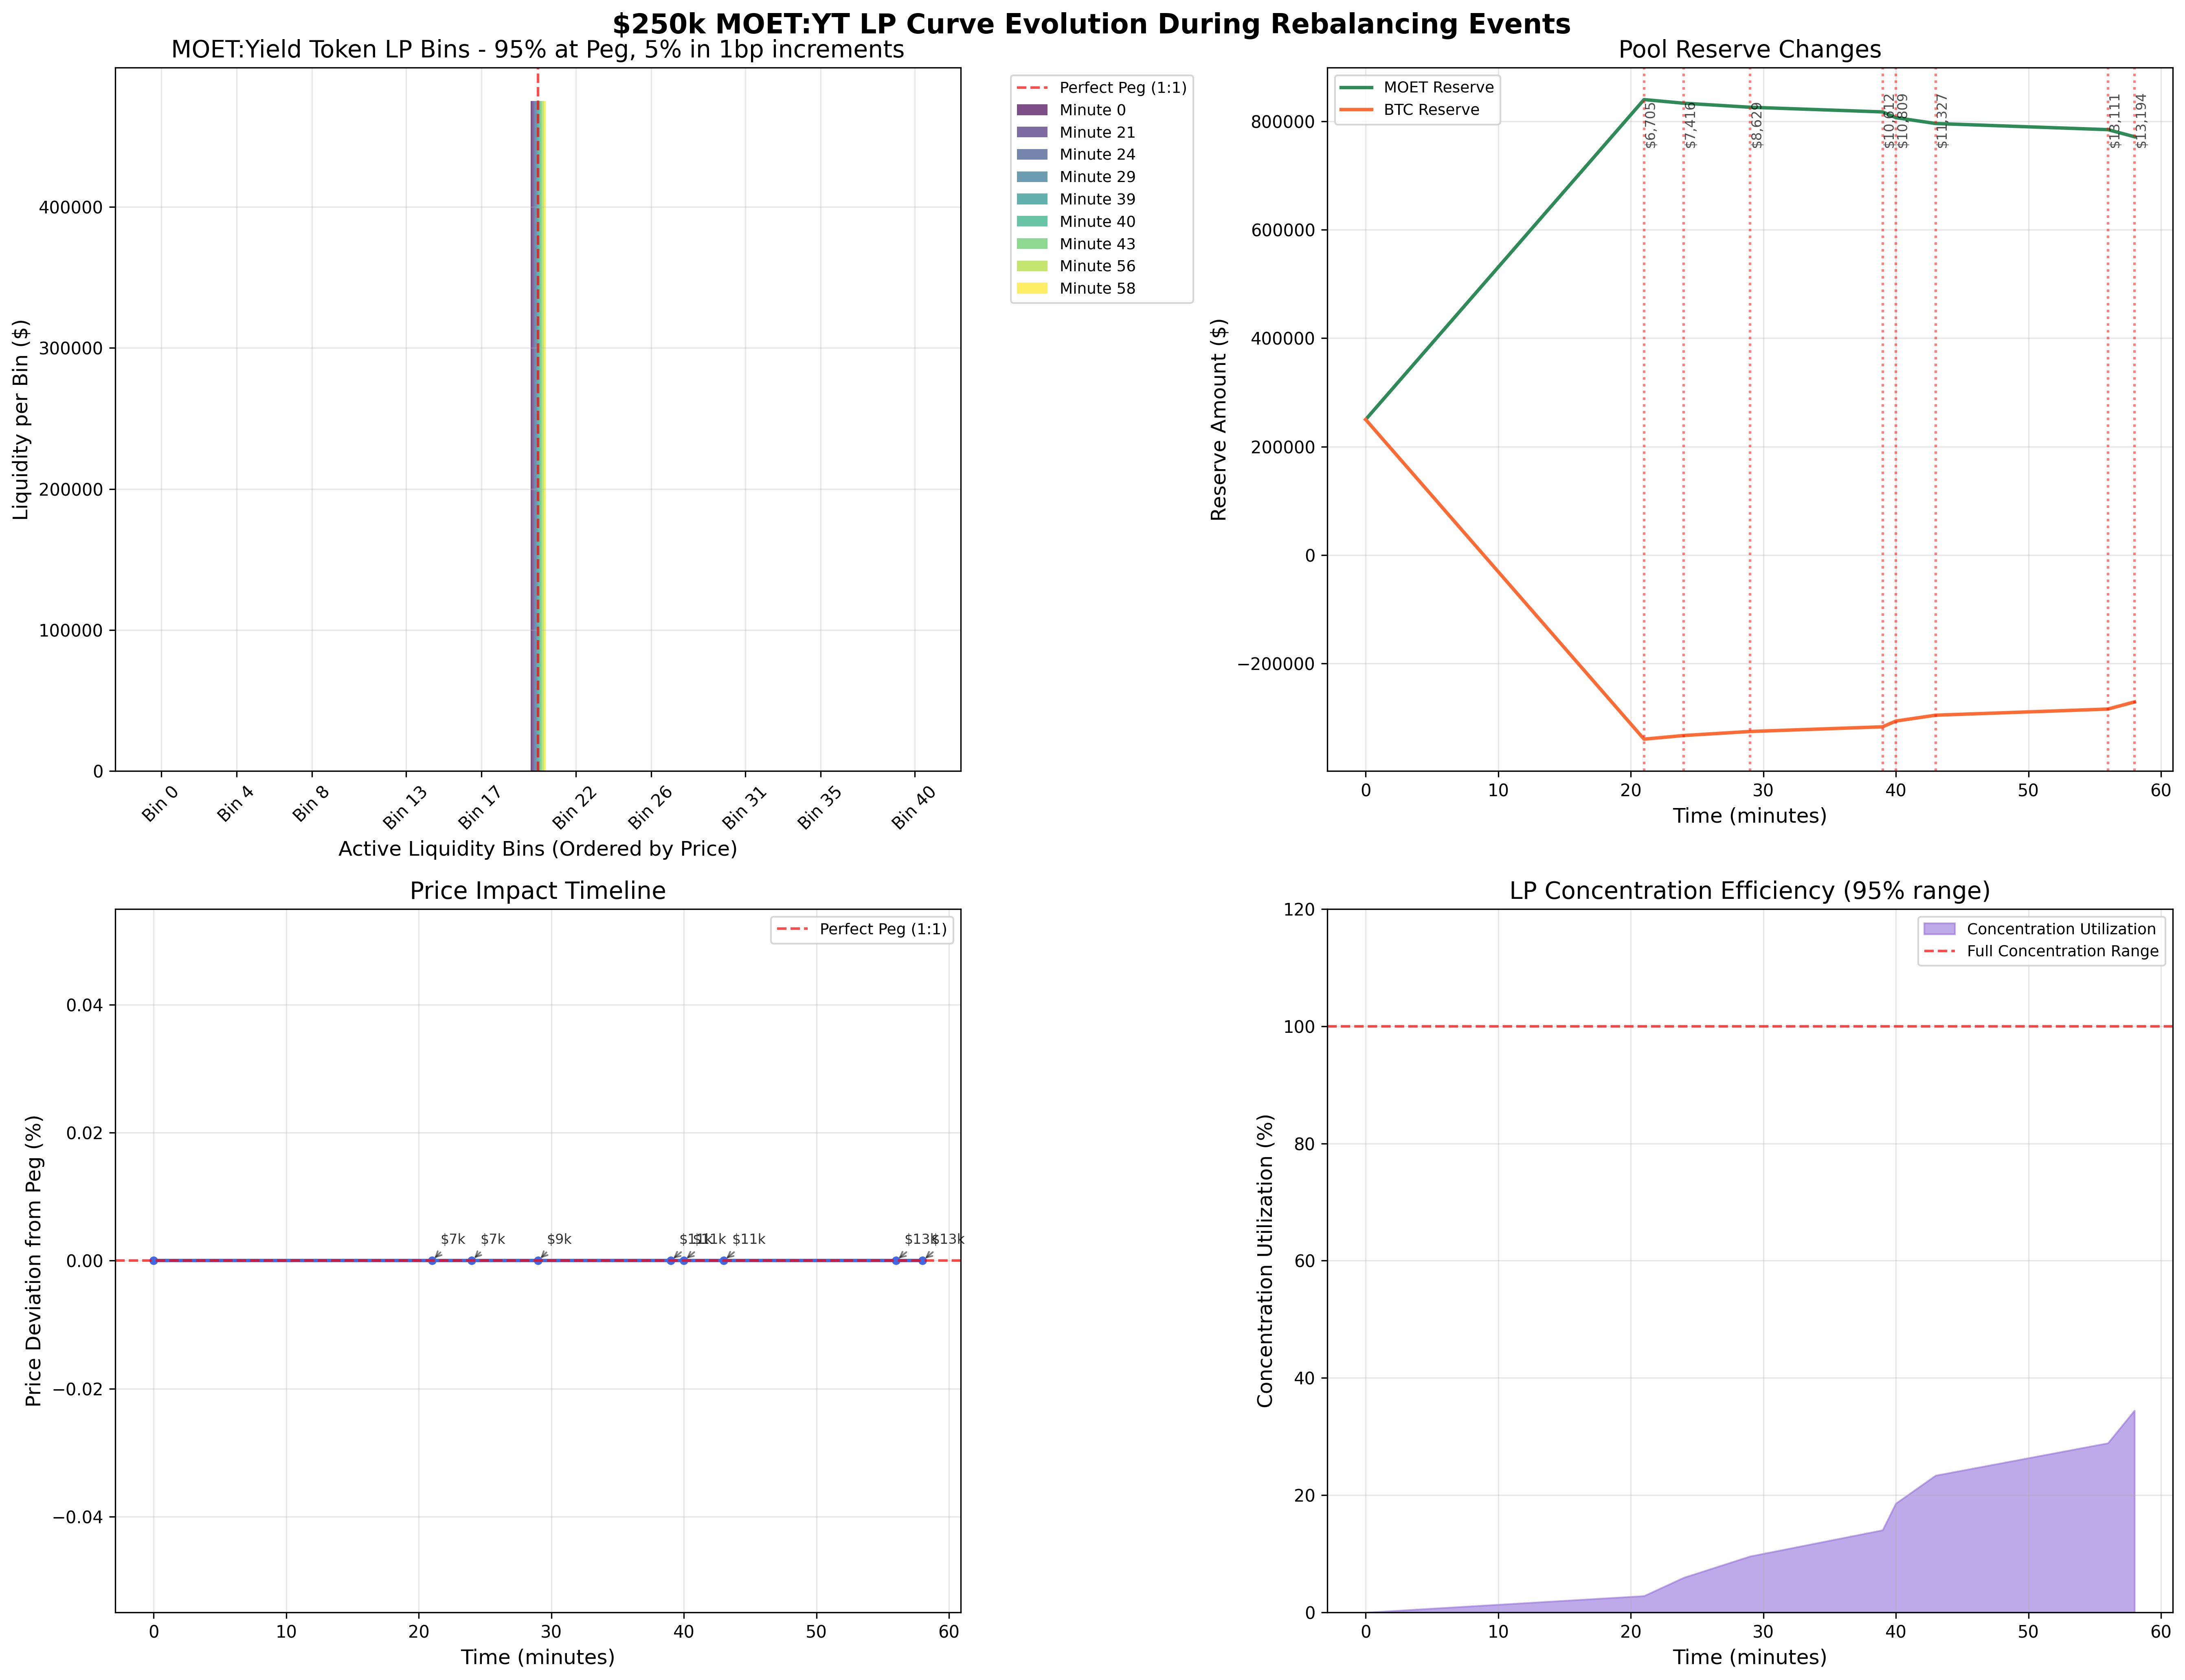 $250k MOET:YT LP Curve Evolution During Rebalancing Events
MOET:Yield Token LP Bins - 95% at Peg, 5% in 1bp increments
Liquidity per Bin ($)
400000
300000
200000
100000
0
Bin 0
Bin 4
Bin 8
Bin 13
Bin 17
Bin 22
Bin 26
Bin 31
Bin 35
Bin 40
Active Liquidity Bins (Ordered by Price)
Perfect Peg (1:1)
Minute 0
Minute 21
Minute 24
Minute 29
Minute 39
Minute 40
Minute 43
Minute 56
Minute 58
Pool Reserve Changes
MOET Reserve
BTC Reserve
Reserve Amount ($)
800000
600000
400000
200000
0
−200000
$6,705
$7,416
$8,629
$10,612
$10,809
$11,327
$13,111
$13,194
0
10
20
30
40
50
60
Time (minutes)
Price Impact Timeline
Perfect Peg (1:1)
Price Deviation from Peg (%)
0.04
0.02
0.00
−0.02
−0.04
$7k
$7k
$9k
$11k
$11k
$11k
$13k
$13k
0
10
20
30
40
50
60
Time (minutes)
LP Concentration Efficiency (95% range)
Concentration Utilization
Full Concentration Range
Concentration Utilization (%)
120
100
80
60
40
20
0
0
10
20
30
40
50
60
Time (minutes)